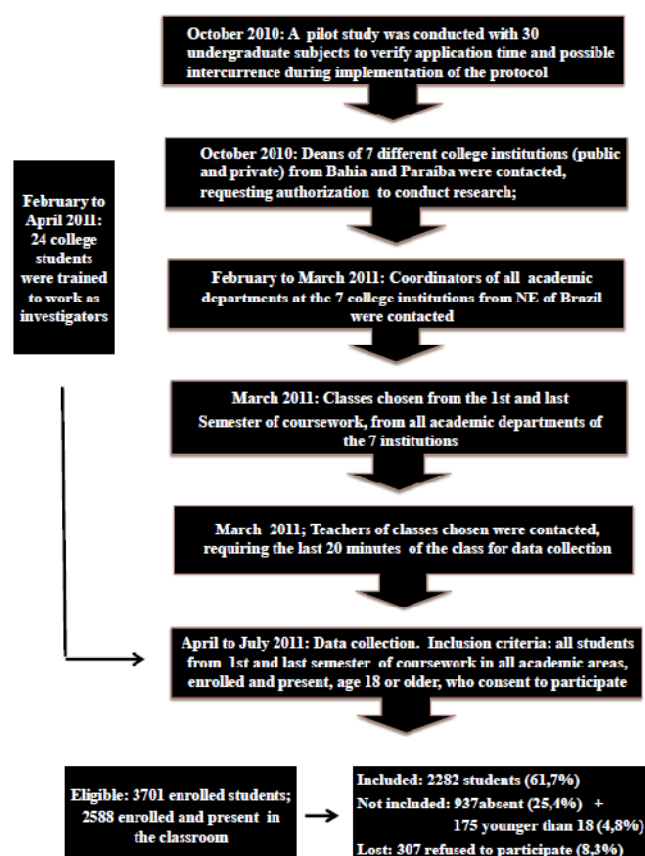 October 2010: A pilot study was conducted with 30
undergraduate subjects to verify application time and possible
intercurrence during implementation of the protocol
October 2010: Deans of 7 different college institutions (public
and private) from Bahia and Paraíba were contacted,
requesting authorization to conduct research;
February to
April 2011:
24 college
students
were trained
to work as
investigators
February to March 2011: Coordinators of all academic
departments at the 7 college institutions from NE of Brazil
were contacted
March 2011: Classes chosen from the 1st and last
Semester of coursework, from all academic departments of
the 7 institutions
March 2011; Teachers of classes chosen were contacted,
requiring the last 20 minutes of the class for data collection
April to July 2011: Data collection. Inclusion criteria: all students
from 1st and last semester of coursework in all academic areas,
enrolled and present, age 18 or older, who consent to participate
Eligible: 3701 enrolled students;
2588 enrolled and present in
the classroom
Included: 2282 students (61,7%)
Not included: 937absent (25,4%) +
175 younger than 18 (4,8%)
Lost: 307 refused to participate (8,3%)